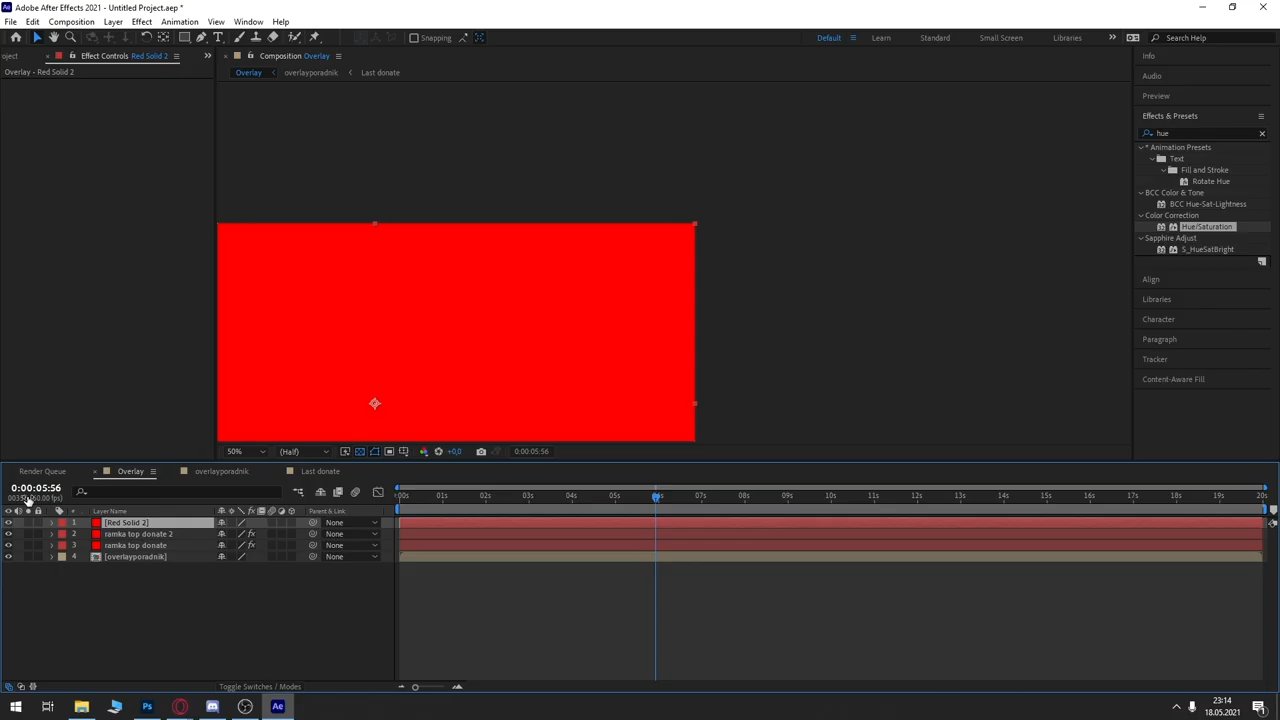 Adobe After Effects 2021 - Untitled Project.aep *
File Edit Composition Layer Effect Animation View Window Help
Snapping Default Learn Standard Small Screen Libraries Search Help
oject Effect Controls Red Solid 2 Composition Overlay Info
Overlay - Red Solid 2 Overlay overlayporadnik Last donate Audio
Preview
Effects & Presets
hue
* Animation Presets
Text
Fill and Stroke
Rotate Hue
BCC Color & Tone
BCC Hue-Sat-Lightness
Color Correction
Hue/Saturation
Sapphire Adjust
S_HueSatBright
Align
Libraries
Character
Paragraph
Tracker
Content-Aware Fill
50% (Half) +0,0 0:00:05:56
Render Queue Overlay overlayporadnik Last donate
0:00:05:56
:00s 01s 02s 03s 04s 05s 06s 07s 08s 09s 10s 11s 12s 13s 14s 15s 16s 17s 18s 19s 20s
# Layer Name fx Parent & Link
1 [Red Solid 2] None
2 ramka top donate 2 fx None
3 ramka top donate fx None
4 [overlayporadnik] None
Toggle Switches / Modes
Ps Ae 23:14
18.05.2021